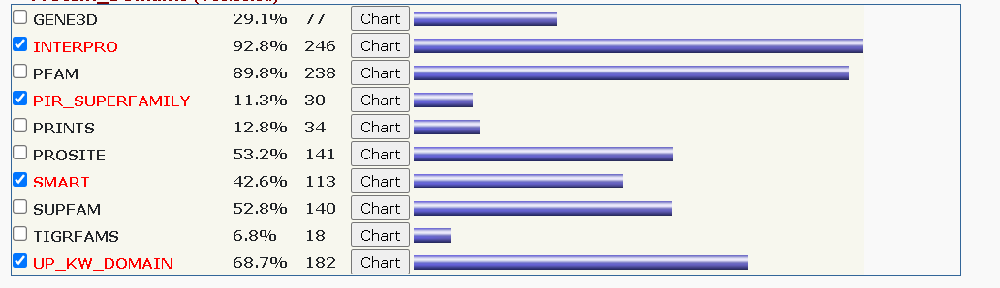 GENE3D 29.1% 77 Chart
INTERPRO 92.8% 246 Chart
PFAM 89.8% 238 Chart
PIR_SUPERFAMILY 11.3% 30 Chart
PRINTS 12.8% 34 Chart
PROSITE 53.2% 141 Chart
SMART 42.6% 113 Chart
SUPFAM 52.8% 140 Chart
TIGRFAMS 6.8% 18 Chart
UP_KW_DOMAIN 68.7% 182 Chart